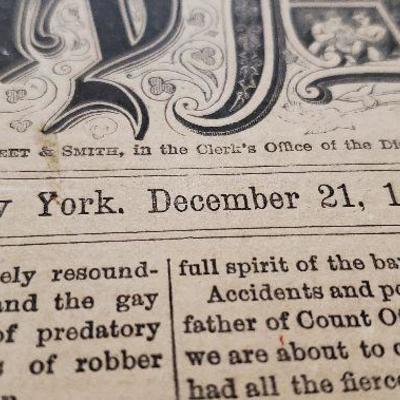 EET & SMITH, in the Clerk's Office of the Di
York. December 21, 1
ely resound-
and the gay
of predatory
s of robber
full spirit of the ba
Accidents and po
father of Count O
we are about to
had all the fierce